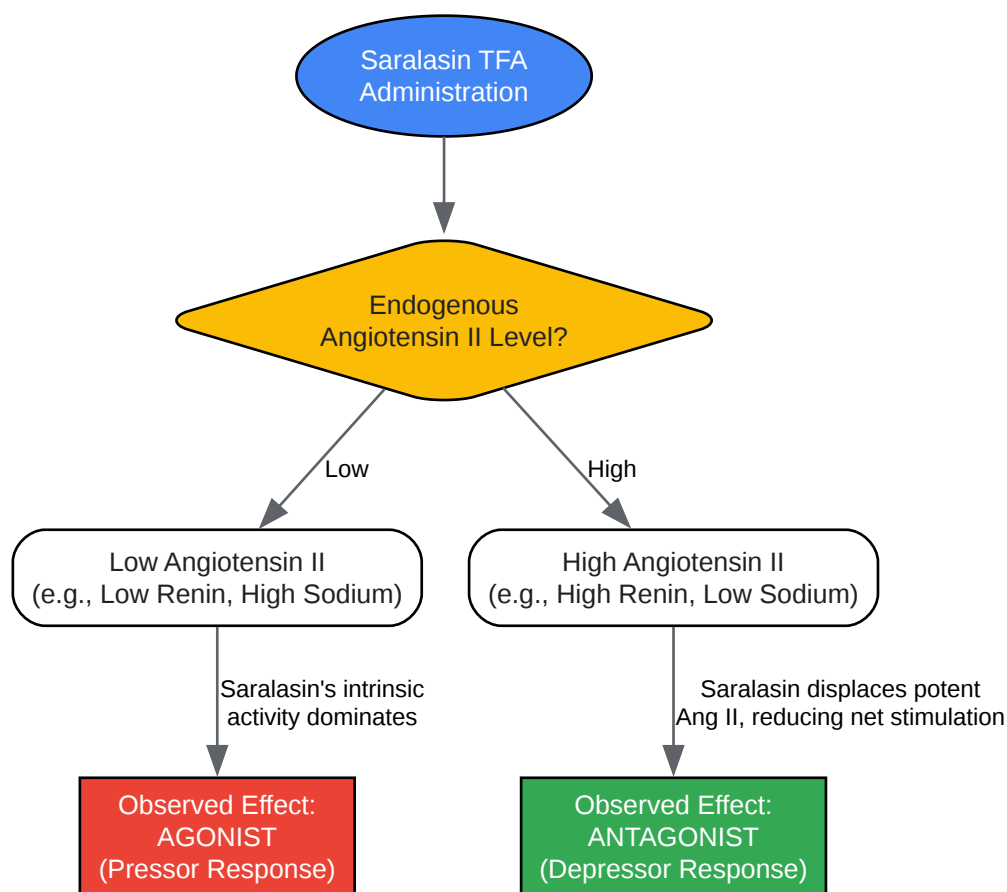 Saralasin TFA
Administration
Endogenous
Angiotensin II Level?
Low
High
Low Angiotensin II
(e.g., Low Renin, High Sodium)
High Angiotensin II
(e.g., High Renin, Low Sodium)
Saralasin's intrinsic
activity dominates
Saralasin displaces potent
Ang II, reducing net stimulation
Observed Effect:
AGONIST
(Pressor Response)
Observed Effect:
ANTAGONIST
(Depressor Response)